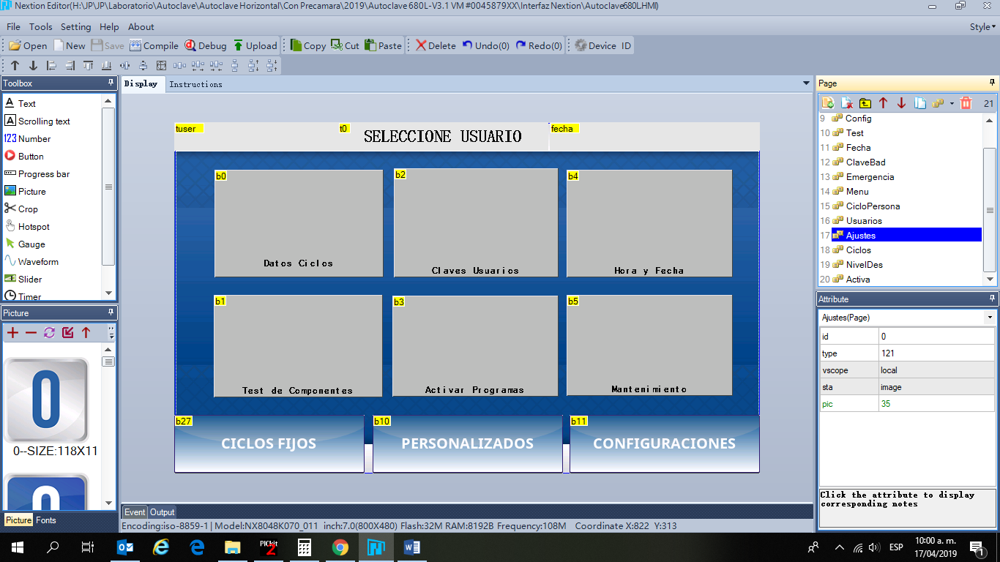 Nextion Editor(H:\JP\JP\Laboratorio\Autoclave\Autoclave Horizontal\Con Precamara\2019\Autoclave 680L-V3.1 VM #0045879XX\Interfaz Nextion\Autoclave680L.HMI)
File Tools Setting Help About Style
Open New Save Compile Debug Upload Copy Cut Paste Delete Undo(0) Redo(0) Device ID
Toolbox
Text
Scrolling text
123 Number
Button
Progress bar
Picture
Crop
Hotspot
Gauge
Waveform
Slider
Timer
Picture
0
0--SIZE:118X11
0
Picture Fonts
Display Instructions
tuser t0 SELECCIONE USUARIO fecha
b0 b2 b4
Datos Ciclos Claves Usuarios Hora y Fecha
b1 b3 b5
Test de Componentes Activar Programas Mantenimiento
b27 b10 b11
CICLOS FIJOS PERSONALIZADOS CONFIGURACIONES
Event Output
Encoding:iso-8859-1 | Model:NX8048K070_011 inch:7.0(800X480) Flash:32M RAM:8192B Frequency:108M Coordinate X:822 Y:313
Page
21
9 Config
10 Test
11 Fecha
12 ClaveBad
13 Emergencia
14 Menu
15 CicloPersona
16 Usuarios
17 Ajustes
18 Ciclos
19 NivelDes
20 Activa
Attribute
Ajustes(Page)
id 0
type 121
vscope local
sta image
pic 35
Click the attribute to display
corresponding notes
PICkit
2
ESP
10:00 a. m.
17/04/2019
1